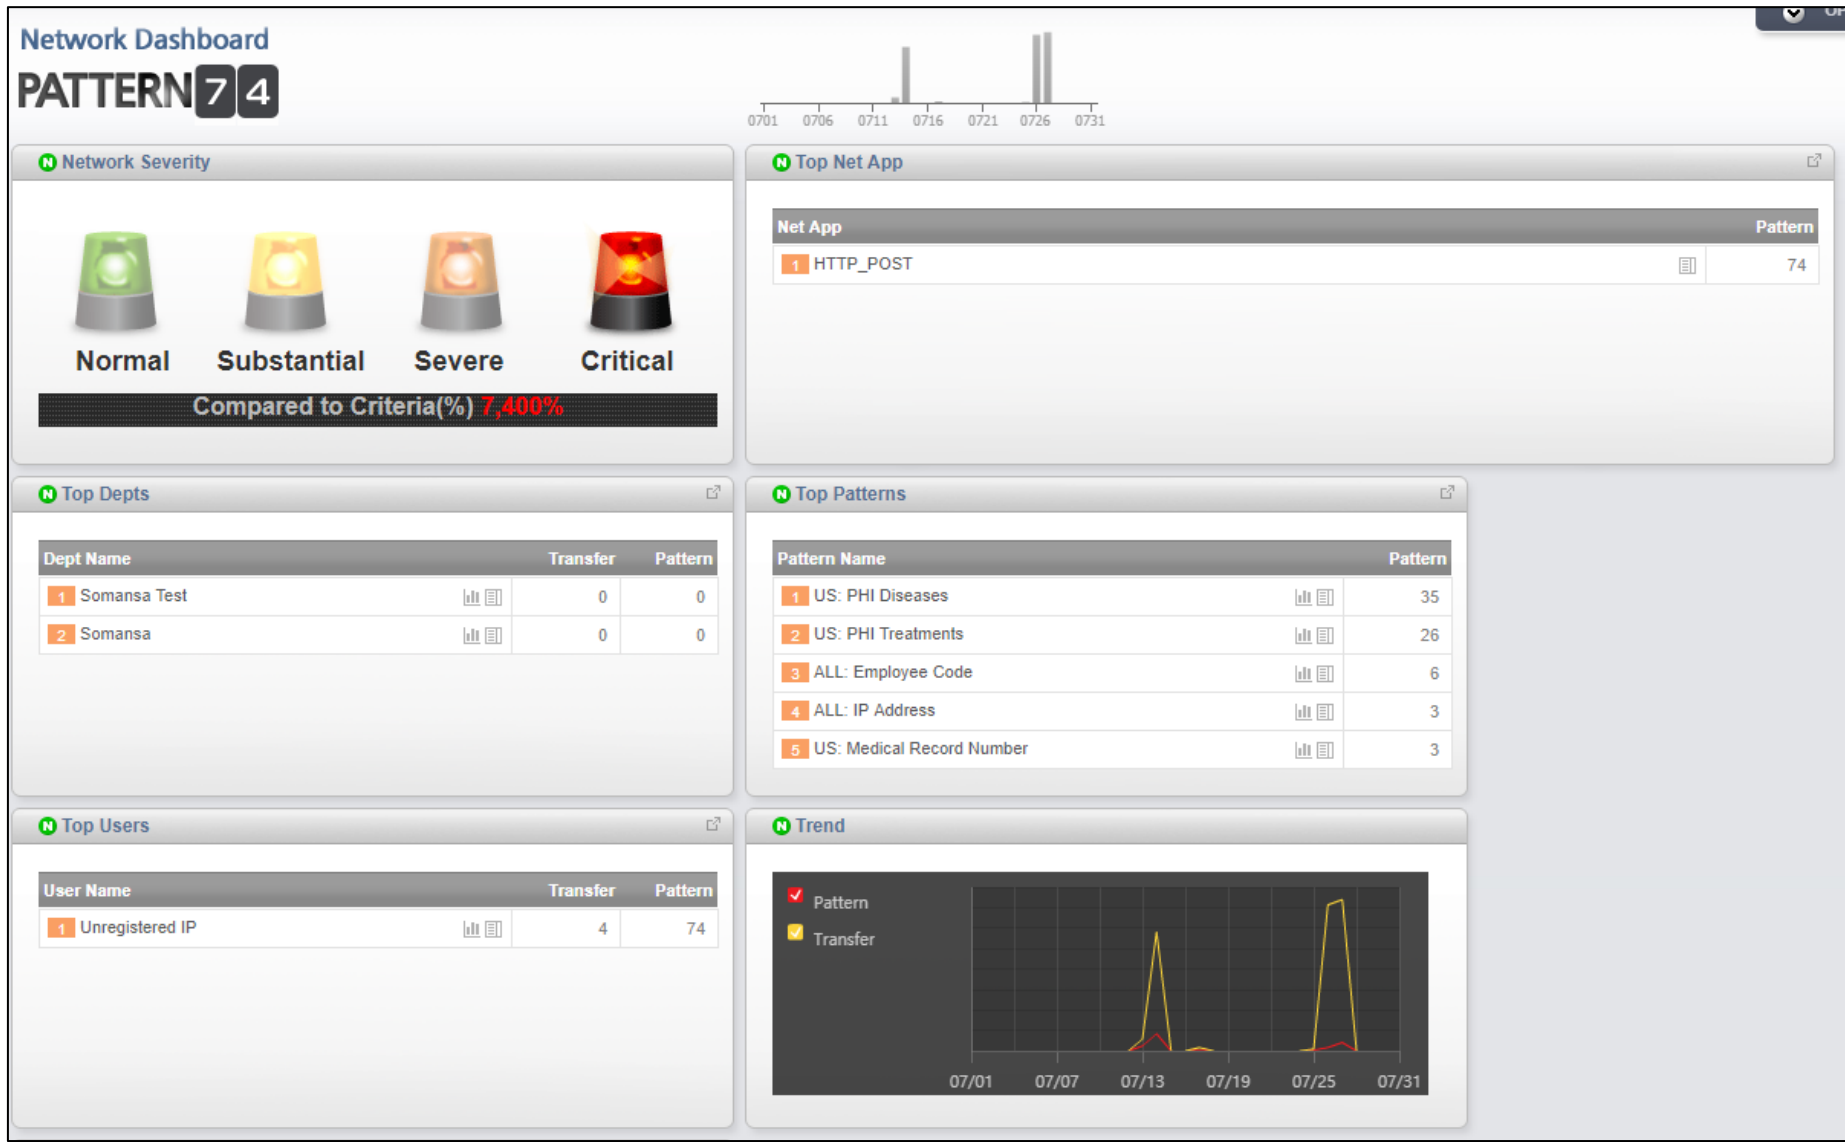 Network Dashboard
PATTERN 74
0701 0706 0711 0716 0721 0726 0731
N Network Severity
Normal Substantial Severe Critical
Compared to Criteria(%) 7,400%
N Top Net App
Net App Pattern
1 HTTP_POST 74
N Top Depts
Dept Name Transfer Pattern
1 Somansa Test 0 0
2 Somansa 0 0
N Top Patterns
Pattern Name Pattern
1 US: PHI Diseases 35
2 US: PHI Treatments 26
3 ALL: Employee Code 6
4 ALL: IP Address 3
5 US: Medical Record Number 3
N Top Users
User Name Transfer Pattern
1 Unregistered IP 4 74
N Trend
Pattern
Transfer
07/01 07/07 07/13 07/19 07/25 07/31